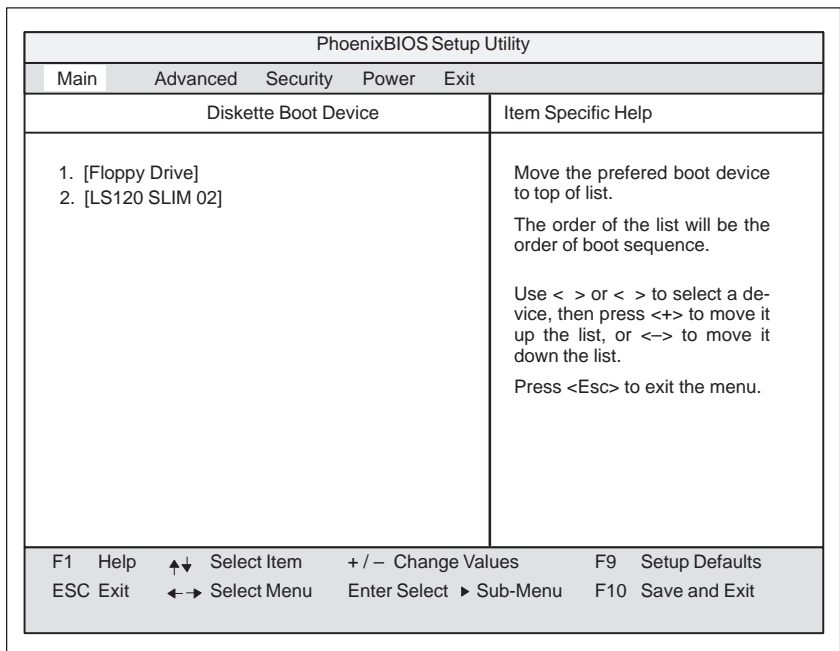 PhoenixBIOS Setup Utility
Main Advanced Security Power Exit
Diskette Boot Device
Item Specific Help
1. [Floppy Drive]
2. [LS120 SLIM 02]
Move the prefered boot device
to top of list.
The order of the list will be the
order of boot sequence.
Use < > or < > to select a de-
vice, then press <+> to move it
up the list, or <–> to move it
down the list.
Press <Esc> to exit the menu.
F1 Help Select Item + / – Change Values F9 Setup Defaults
ESC Exit Select Menu Enter Select Sub-Menu F10 Save and Exit